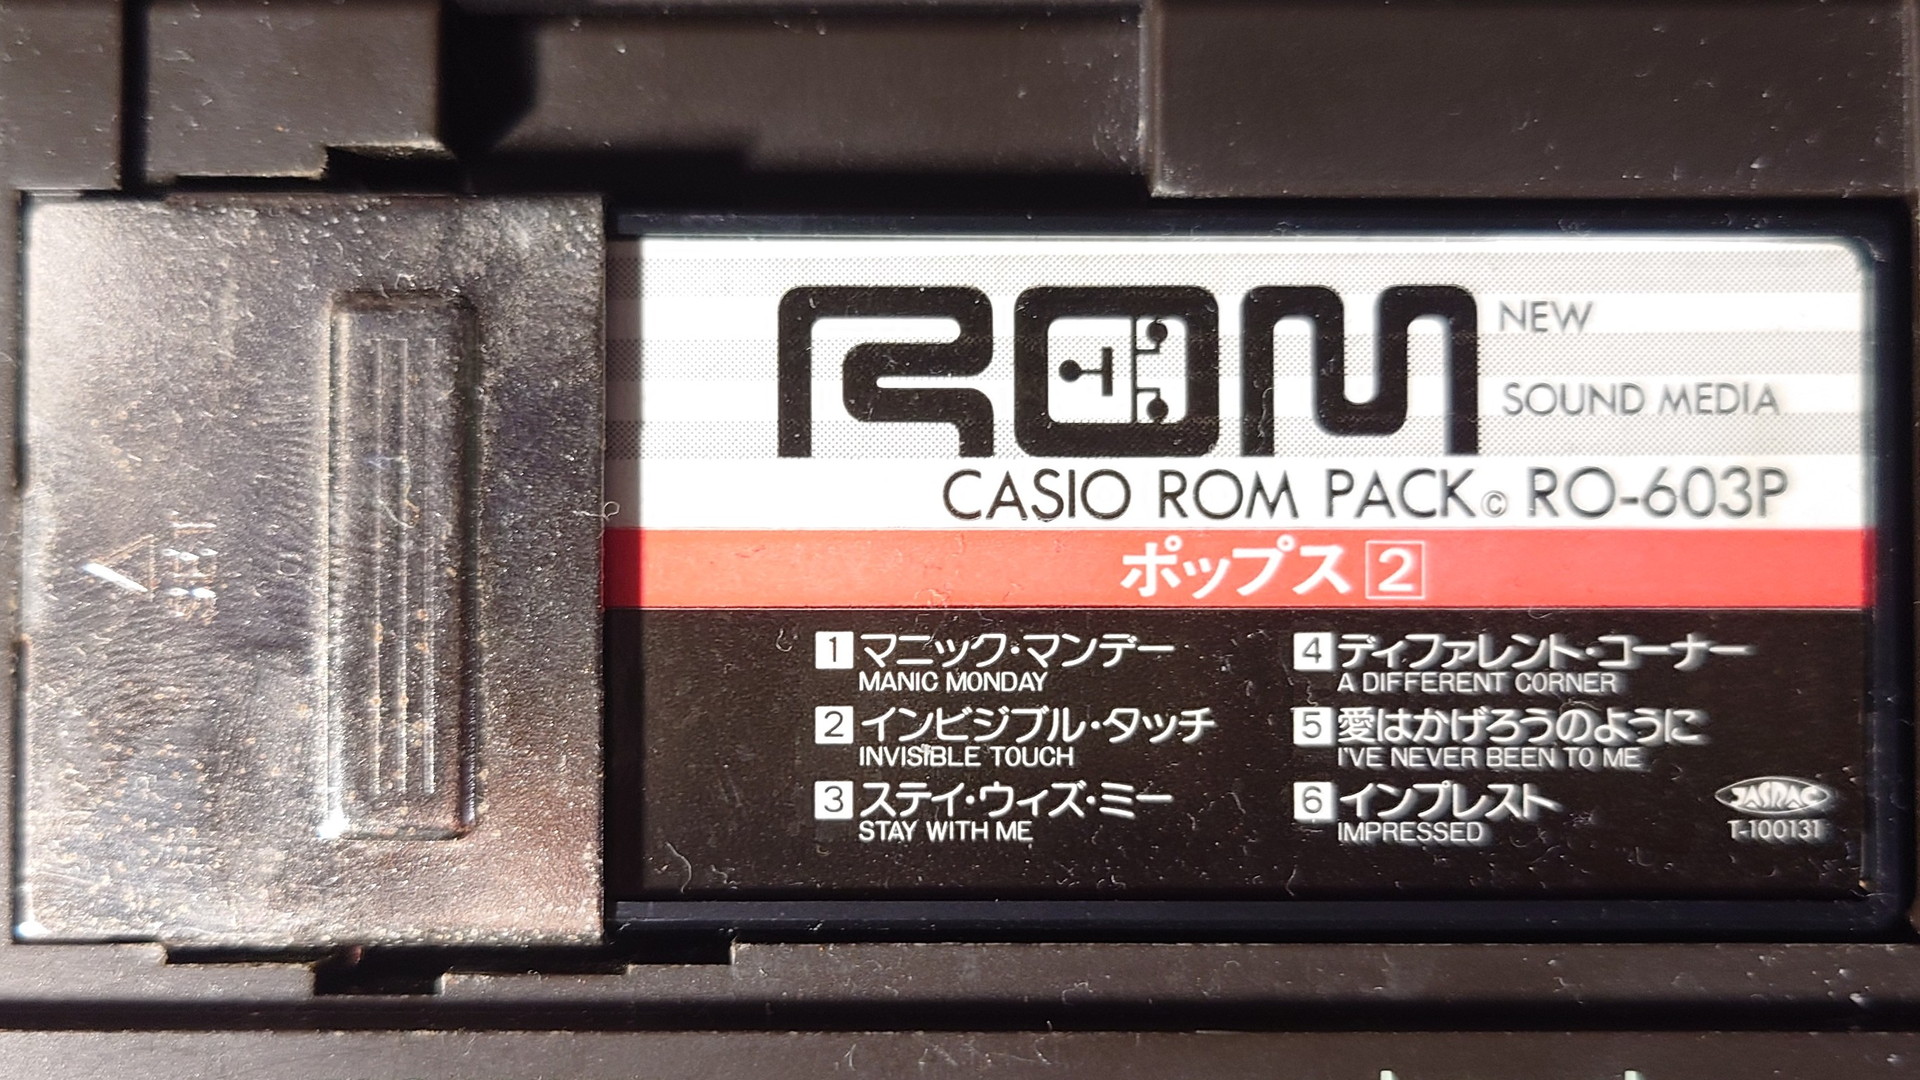 ROM
NEW
SOUND MEDIA
CASIO ROM PACK © RO-603P
ポップス 2
1 マニック・マンデー
MANIC MONDAY
2 インビジブル・タッチ
INVISIBLE TOUCH
3 ステイ・ウィズ・ミー
STAY WITH ME
4 ディファレント・コーナー
A DIFFERENT CORNER
5 愛はかげろうのように
I'VE NEVER BEEN TO ME
6 インプレスト
IMPRESSED
JASRAC
T-100131